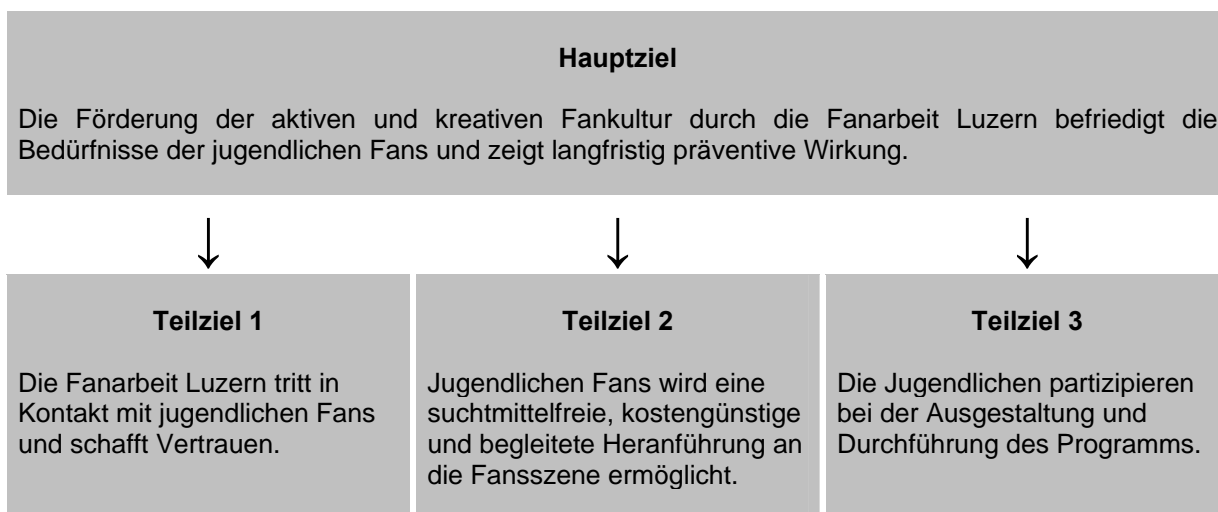 Hauptziel
Die Förderung der aktiven und kreativen Fankultur durch die Fanarbeit Luzern befriedigt die
Bedürfnisse der jugendlichen Fans und zeigt langfristig präventive Wirkung.
↓ ↓ ↓
Teilziel 1
Die Fanarbeit Luzern tritt in
Kontakt mit jugendlichen Fans
und schafft Vertrauen.
Teilziel 2
Jugendlichen Fans wird eine
suchtmittelfreie, kostengünstige
und begleitete Heranführung an
die Fansszene ermöglicht.
Teilziel 3
Die Jugendlichen partizipieren
bei der Ausgestaltung und
Durchführung des Programms.